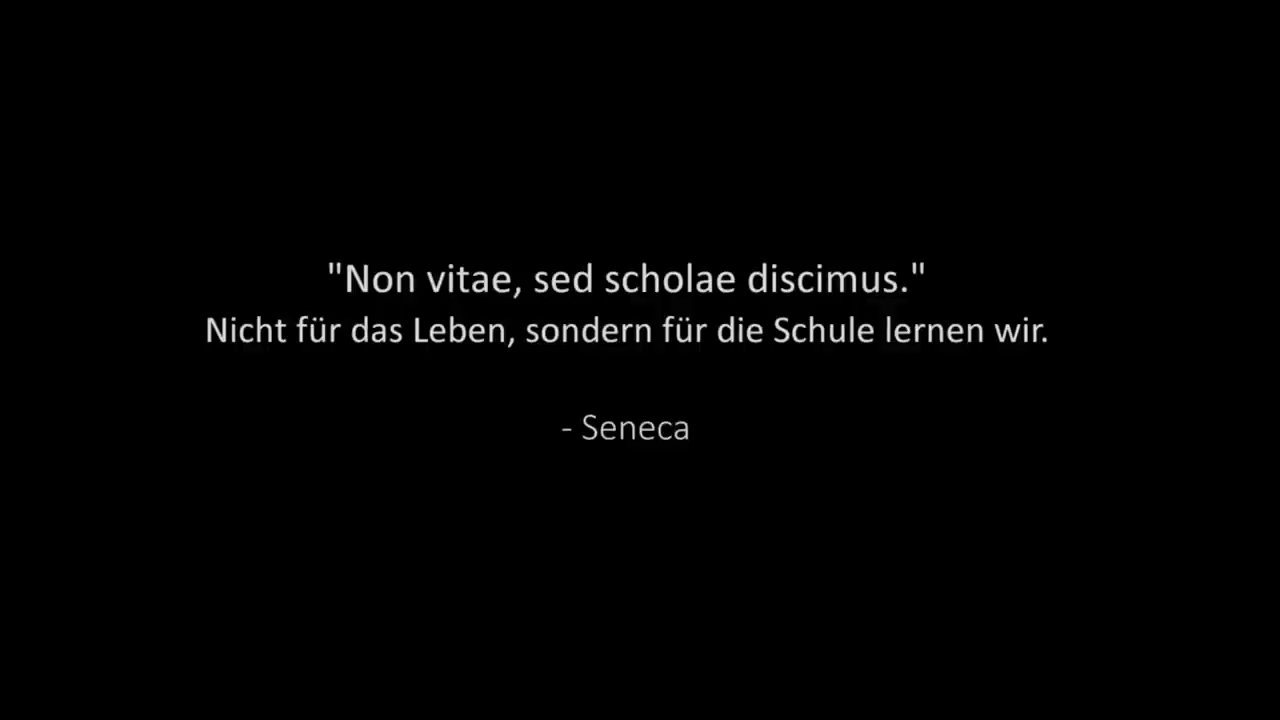 "Non vitae, sed scholae discimus."
Nicht für das Leben, sondern für die Schule lernen wir.
- Seneca